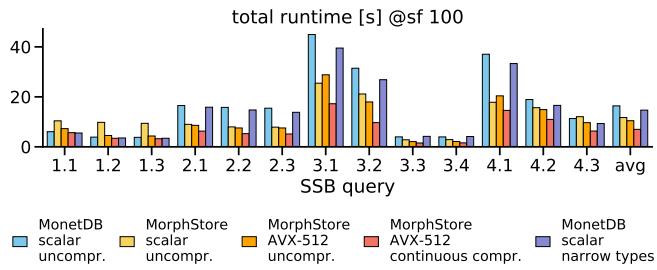 total runtime [s] @sf 100
40
20
0
1.1 1.2 1.3 2.1 2.2 2.3 3.1 3.2 3.3 3.4 4.1 4.2 4.3 avg
SSB query
MonetDB scalar uncompr.
MorphStore scalar uncompr.
MorphStore AVX-512 uncompr.
MorphStore AVX-512 continuous compr.
MonetDB scalar narrow types